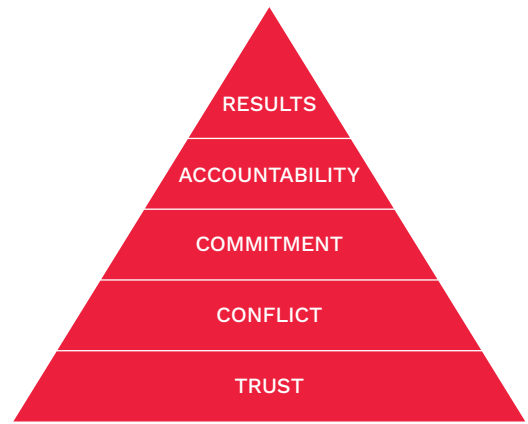 RESULTS
ACCOUNTABILITY
COMMITMENT
CONFLICT
TRUST